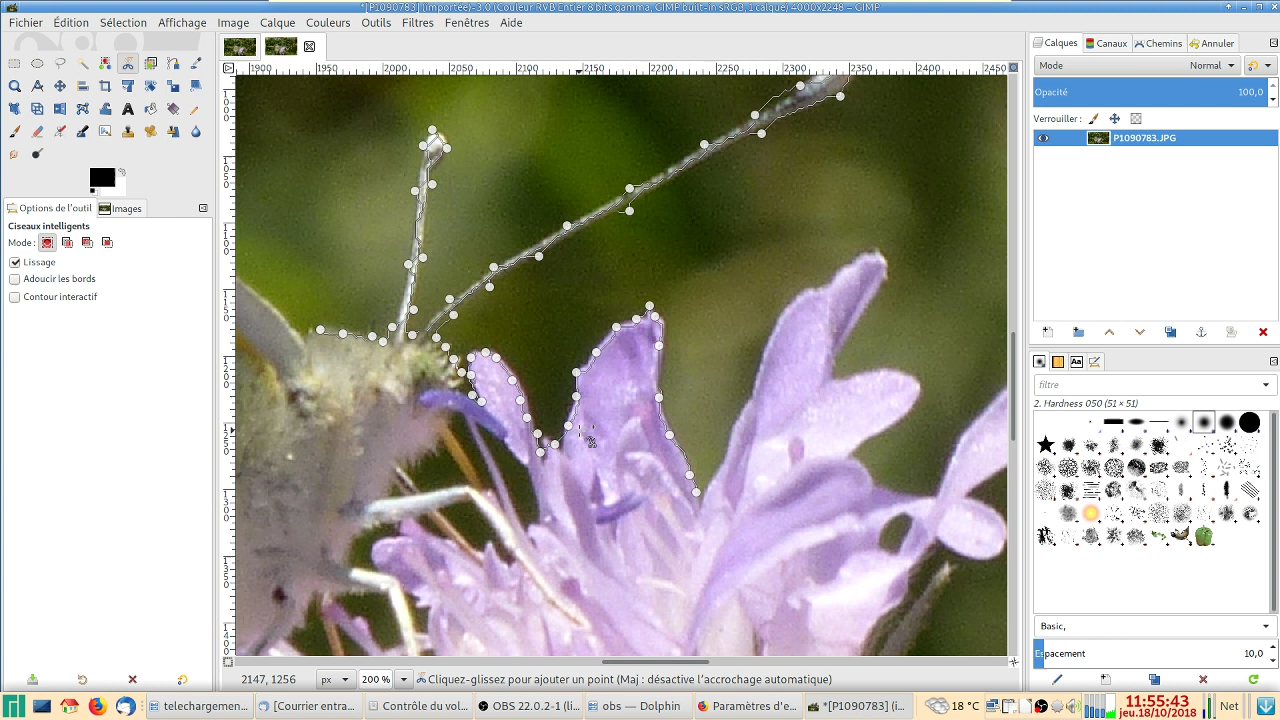 *[P1090783] (importée)-3.0 (Couleur RVB Entier 8 bits gamma, GIMP built-in sRGB, 1 calque) 4000x2248 – GIMP
Fichier Édition Sélection Affichage Image Calque Couleurs Outils Filtres Fenêtres Aide
Calques Canaux Chemins Annuler
1900 1950 2000 2050 2100 2150 2200 2250 2300 2350 2400 2450
Mode Normal
Opacité 100,0
Verrouiller :
P1090783.JPG
Options de l'outil Images
Ciseaux intelligents
Mode :
Lissage
Adoucir les bords
Contour interactif
filtre
2. Hardness 050 (51 × 51)
Basic,
Espacement 10,0
2147, 1256 px 200 % Cliquez-glissez pour ajouter un point (Maj : désactive l'accrochage automatique)
telechargemen... [Courrier entra... Contrôle du vol... OBS 22.0.2-1 (li... obs — Dolphin Paramètres d'e... *[P1090783] (i... 18 °C 11:55:43 Net
jeu.18/10/2018